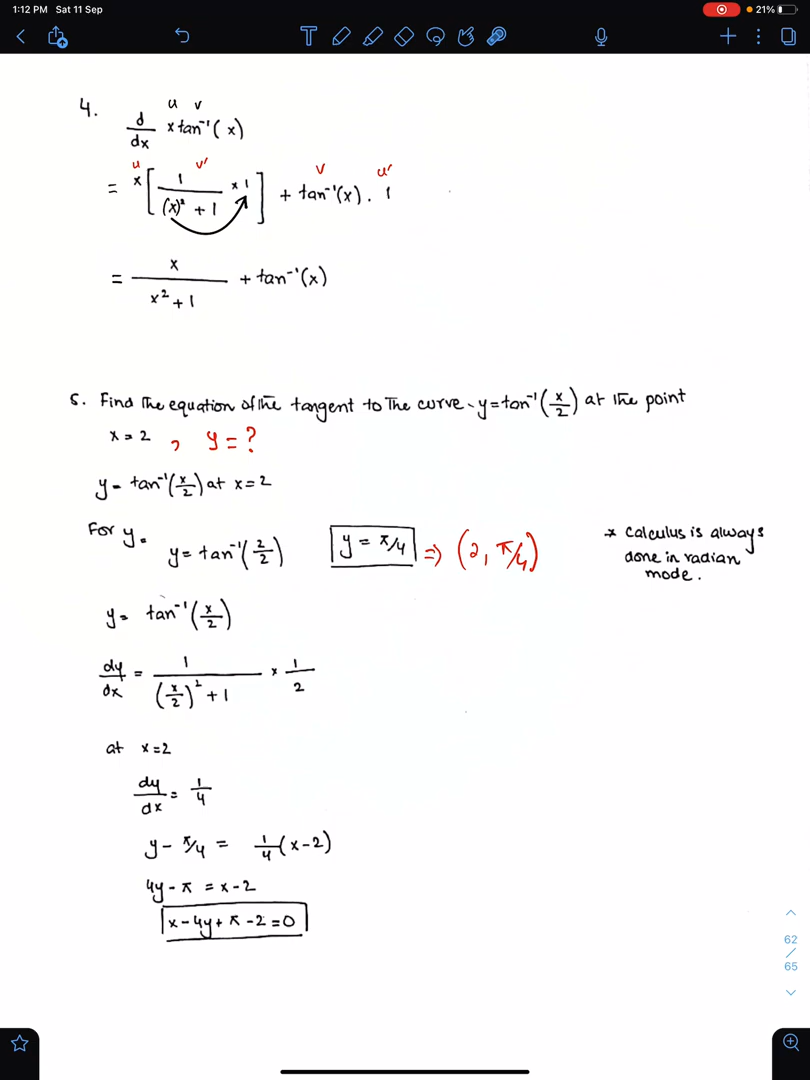 1:12 PM Sat 11 Sep 21%
4. u v
d/dx x tan⁻¹(x)
u v' v u'
= x[1/((x)² + 1) × 1] + tan⁻¹(x) . 1
= x/(x² + 1) + tan⁻¹(x)
5. Find the equation of the tangent to the curve y = tan⁻¹(x/2) at the point
x = 2, y = ?
y = tan⁻¹(x/2) at x = 2
For y =
y = tan⁻¹(2/2) y = π/4 ⇒ (2, π/4)
* Calculus is always
done in radian
mode.
y = tan⁻¹(x/2)
dy/dx = 1/((x/2)² + 1) × 1/2
at x = 2
dy/dx = 1/4
y - π/4 = 1/4(x - 2)
4y - π = x - 2
x - 4y + π - 2 = 0
62
/
65